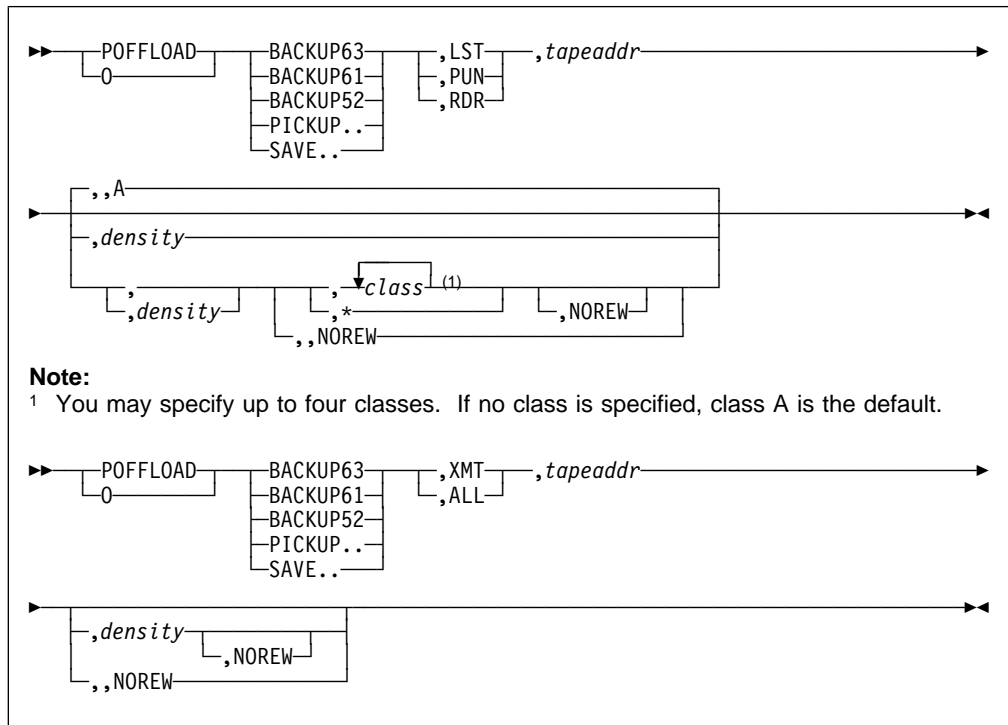 POFFLOAD BACKUP63 ,LST ,tapeaddr
O BACKUP61 ,PUN
BACKUP52 ,RDR
PICKUP..
SAVE..
,,A
,density
, , class (1)
,density ,* ,NOREW
,,NOREW
Note:
1 You may specify up to four classes. If no class is specified, class A is the default.
POFFLOAD BACKUP63 ,XMT ,tapeaddr
O BACKUP61 ,ALL
BACKUP52
PICKUP..
SAVE..
,density
,NOREW
,,NOREW